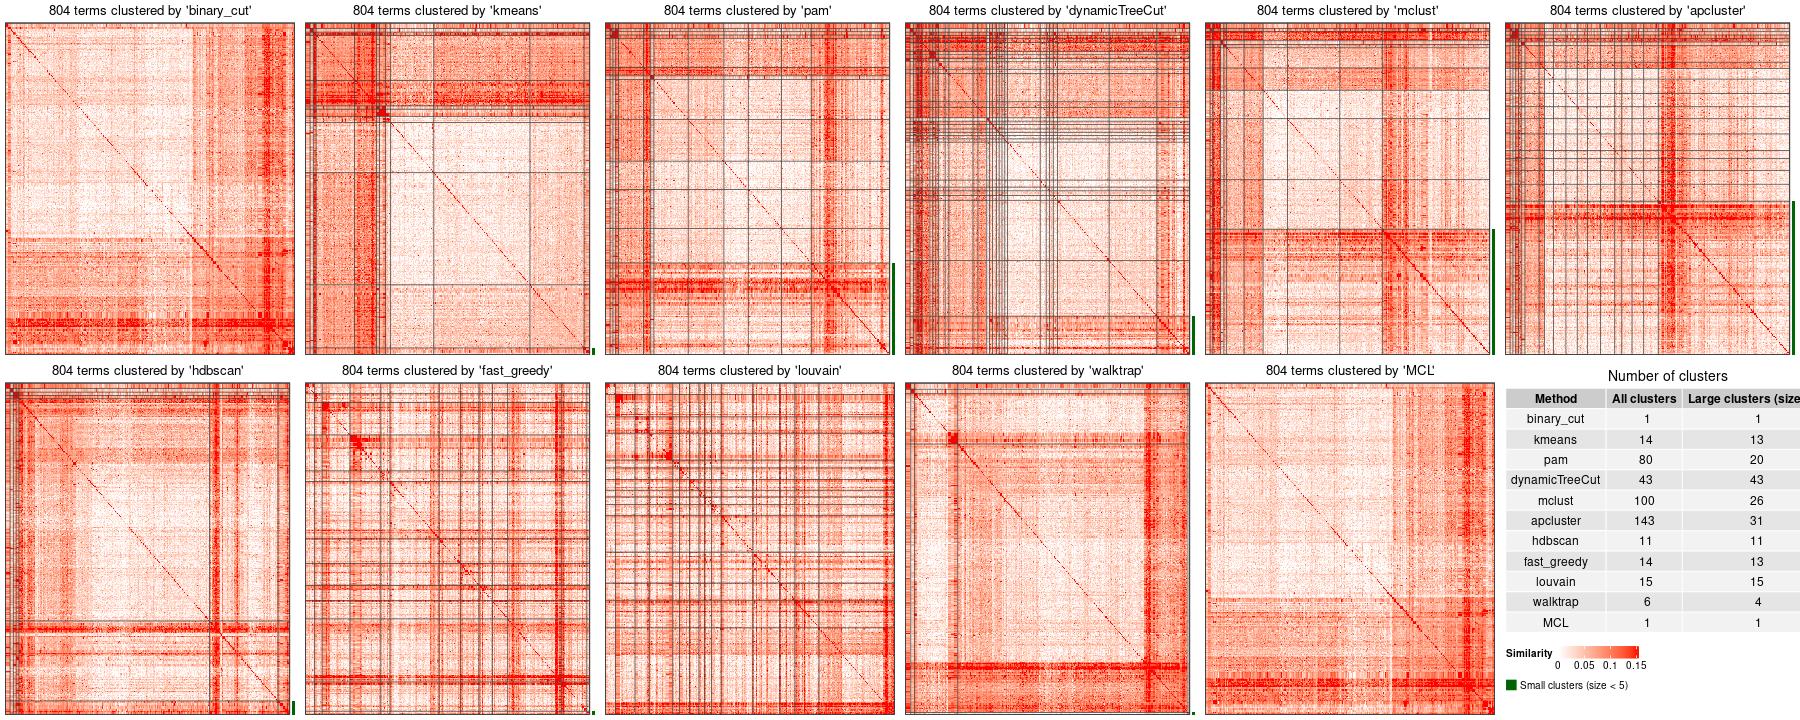 804 terms clustered by 'binary_cut'
804 terms clustered by 'kmeans'
804 terms clustered by 'pam'
804 terms clustered by 'dynamicTreeCut'
804 terms clustered by 'mclust'
804 terms clustered by 'apcluster'
804 terms clustered by 'hdbscan'
804 terms clustered by 'fast_greedy'
804 terms clustered by 'louvain'
804 terms clustered by 'walktrap'
804 terms clustered by 'MCL'
Number of clusters
Method All clusters Large clusters (size
binary_cut 1 1
kmeans 14 13
pam 80 20
dynamicTreeCut 43 43
mclust 100 26
apcluster 143 31
hdbscan 11 11
fast_greedy 14 13
louvain 15 15
walktrap 6 4
MCL 1 1
Similarity
0 0.05 0.1 0.15
Small clusters (size < 5)